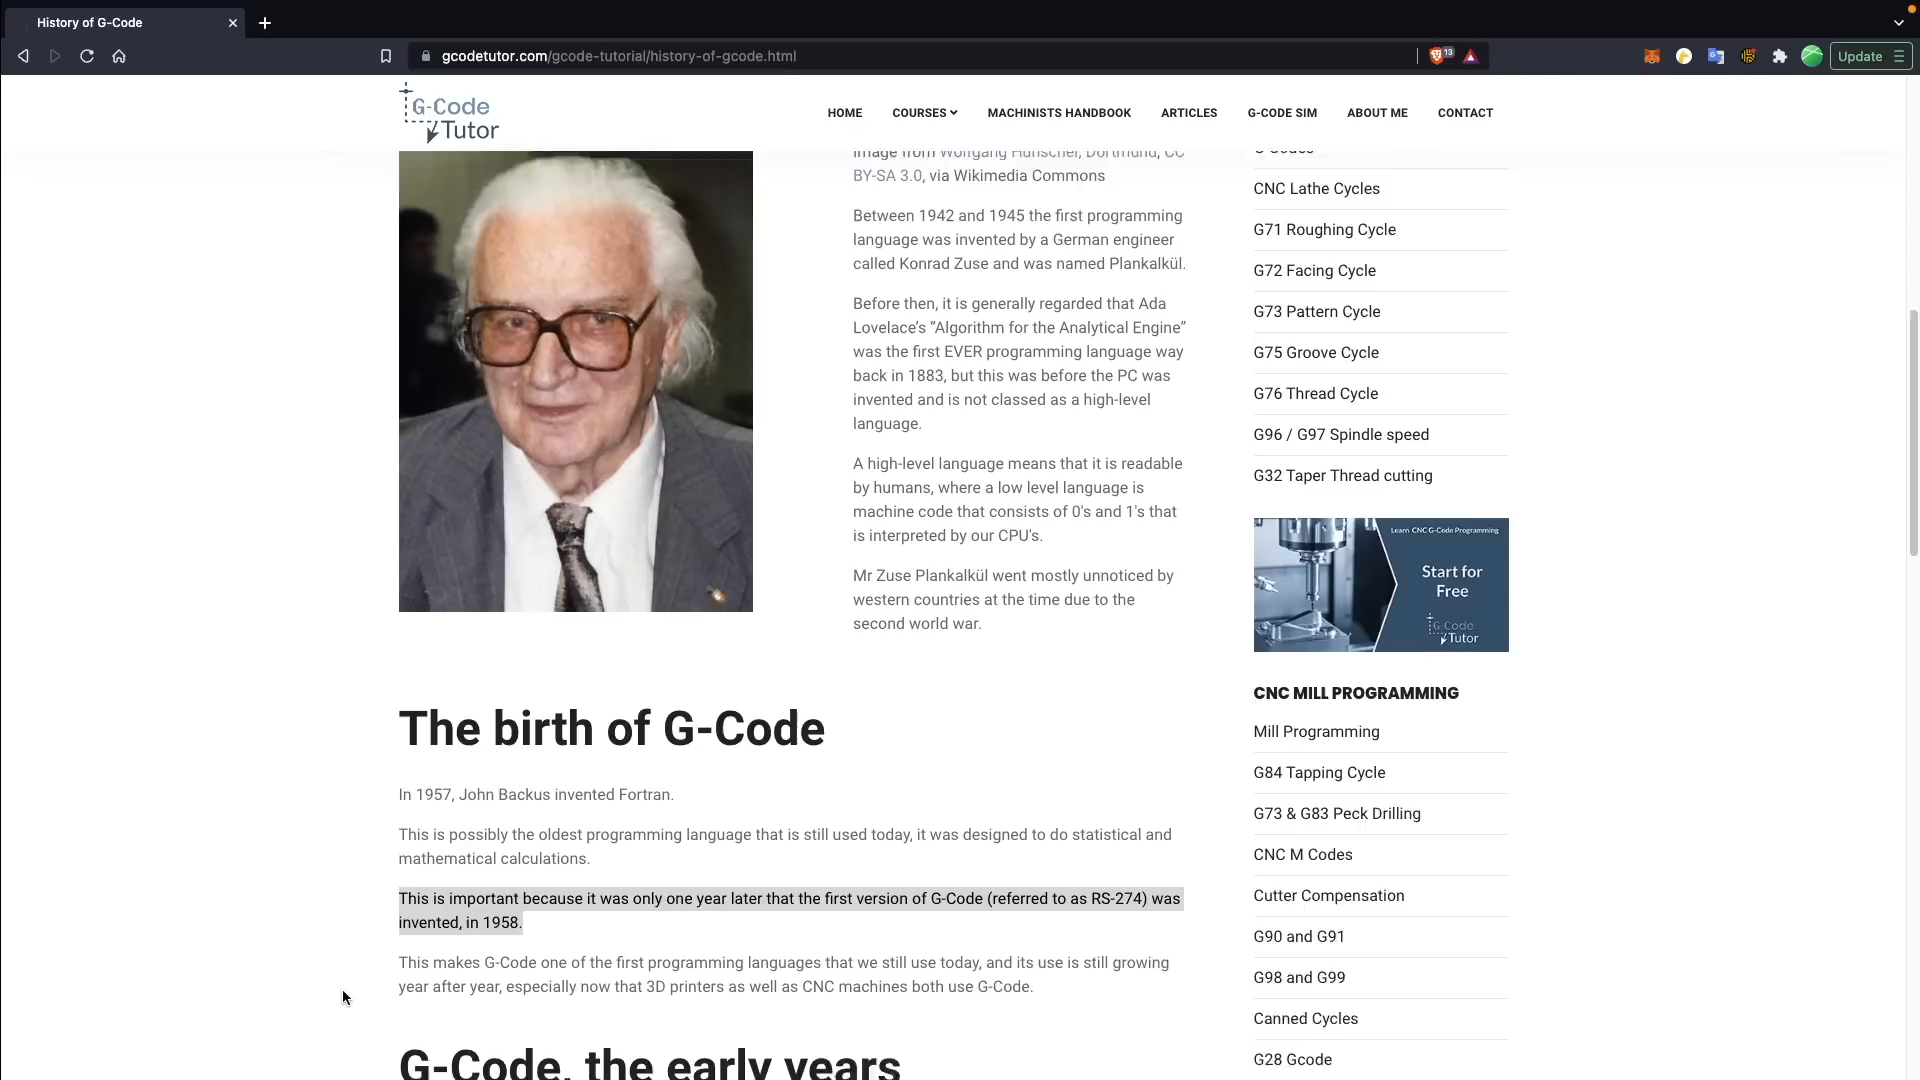 History of G-Code
gcodetutor.com/gcode-tutorial/history-of-gcode.html
13
Update
G-Code
Tutor
HOME
COURSES
MACHINISTS HANDBOOK
ARTICLES
G-CODE SIM
ABOUT ME
CONTACT
Image from Wolfgang Hunscher, Dortmund, CC
BY-SA 3.0, via Wikimedia Commons
Between 1942 and 1945 the first programming
language was invented by a German engineer
called Konrad Zuse and was named Plankalkül.
Before then, it is generally regarded that Ada
Lovelace’s “Algorithm for the Analytical Engine”
was the first EVER programming language way
back in 1883, but this was before the PC was
invented and is not classed as a high-level
language.
A high-level language means that it is readable
by humans, where a low level language is
machine code that consists of 0's and 1's that
is interpreted by our CPU's.
Mr Zuse Plankalkül went mostly unnoticed by
western countries at the time due to the
second world war.
The birth of G-Code
In 1957, John Backus invented Fortran.
This is possibly the oldest programming language that is still used today, it was designed to do statistical and
mathematical calculations.
This is important because it was only one year later that the first version of G-Code (referred to as RS-274) was
invented, in 1958.
This makes G-Code one of the first programming languages that we still use today, and its use is still growing
year after year, especially now that 3D printers as well as CNC machines both use G-Code.
G-Code, the early years
G Codes
CNC Lathe Cycles
G71 Roughing Cycle
G72 Facing Cycle
G73 Pattern Cycle
G75 Groove Cycle
G76 Thread Cycle
G96 / G97 Spindle speed
G32 Taper Thread cutting
Learn CNC G-Code Programming
Start for
Free
G-Code
Tutor
CNC MILL PROGRAMMING
Mill Programming
G84 Tapping Cycle
G73 & G83 Peck Drilling
CNC M Codes
Cutter Compensation
G90 and G91
G98 and G99
Canned Cycles
G28 Gcode